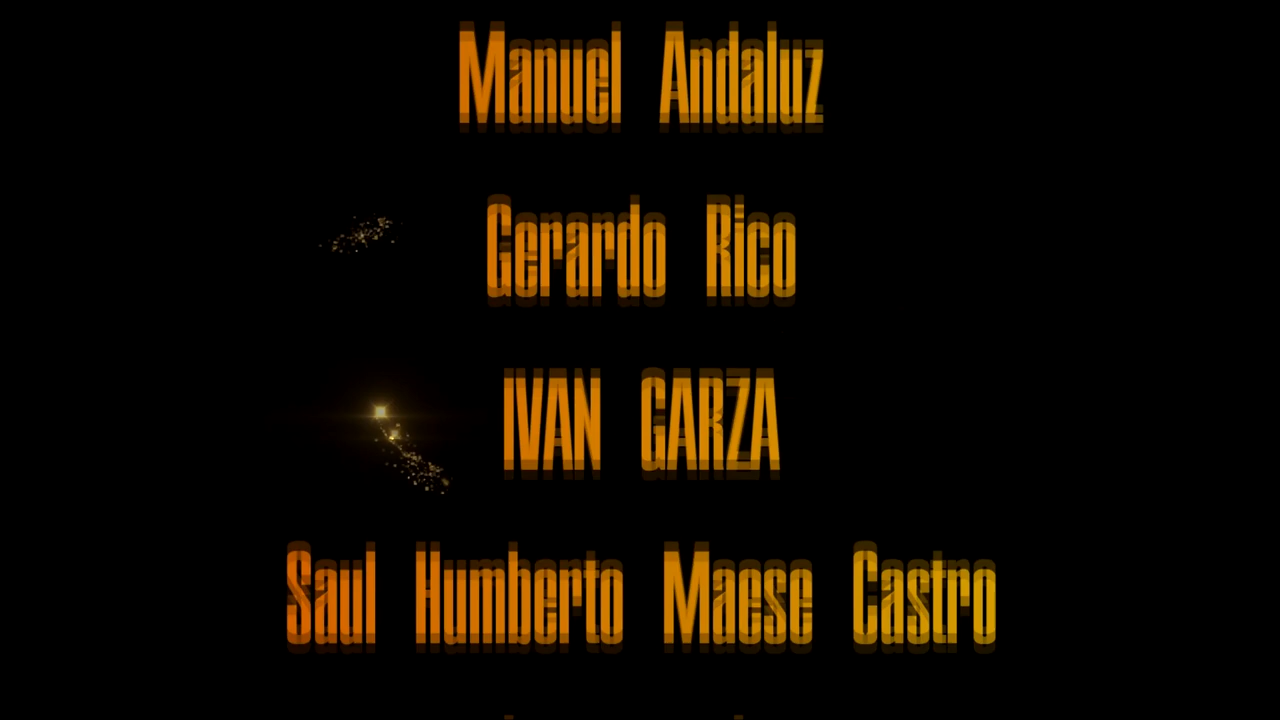 Manuel Andaluz
Gerardo Rico
IVAN GARZA
Saul Humberto Maese Castro